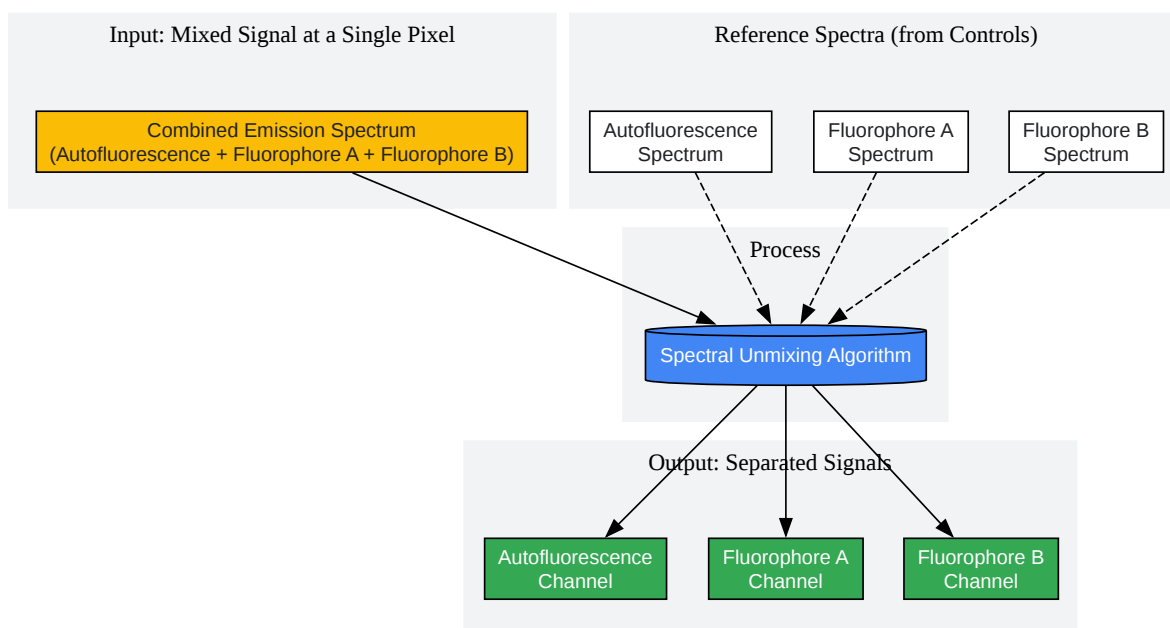 Input: Mixed Signal at a Single Pixel
Combined Emission Spectrum
(Autofluorescence + Fluorophore A + Fluorophore B)
Reference Spectra (from Controls)
Autofluorescence
Spectrum
Fluorophore A
Spectrum
Fluorophore B
Spectrum
Process
Spectral Unmixing Algorithm
Output: Separated Signals
Autofluorescence
Channel
Fluorophore A
Channel
Fluorophore B
Channel